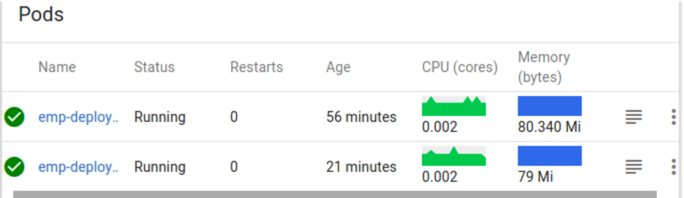 Pods
Name Status Restarts Age CPU (cores) Memory (bytes)
emp-deploy.. Running 0 56 minutes 0.002 80.340 Mi
emp-deploy.. Running 0 21 minutes 0.002 79 Mi